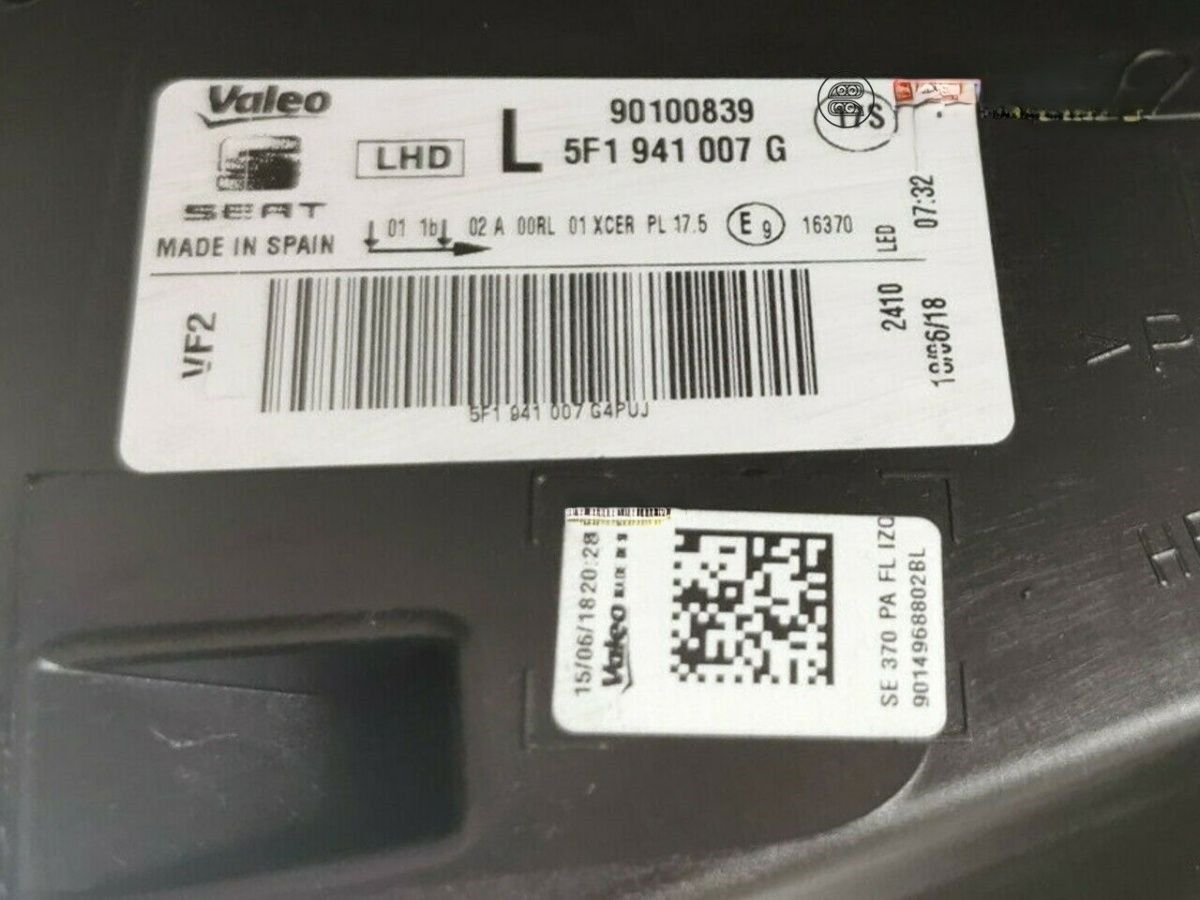 Valeo
SEAT
MADE IN SPAIN
LHD
L
90100839
5F1 941 007 G
01 1b 02 A 00RL 01 XCER PL 17.5
E9
16370
LED
07:32
2410
VF2
5F1 941 007 G4PUJ
15/06/18 20:28
Valeo
SE 370 PA FL IZQ
9014968802BL